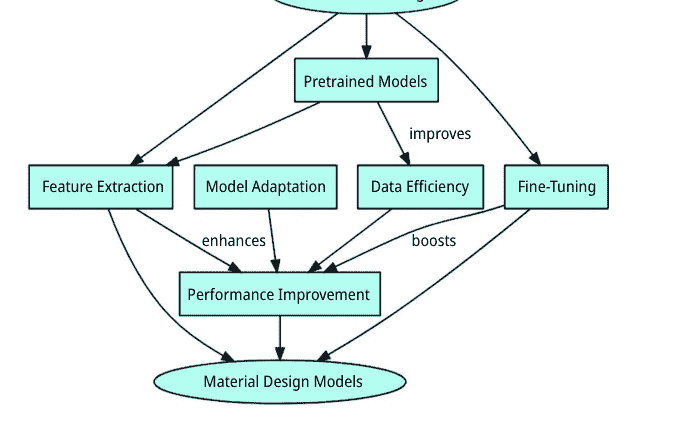 Pretrained Models
improves
Feature Extraction
Model Adaptation
Data Efficiency
Fine-Tuning
enhances
boosts
Performance Improvement
Material Design Models